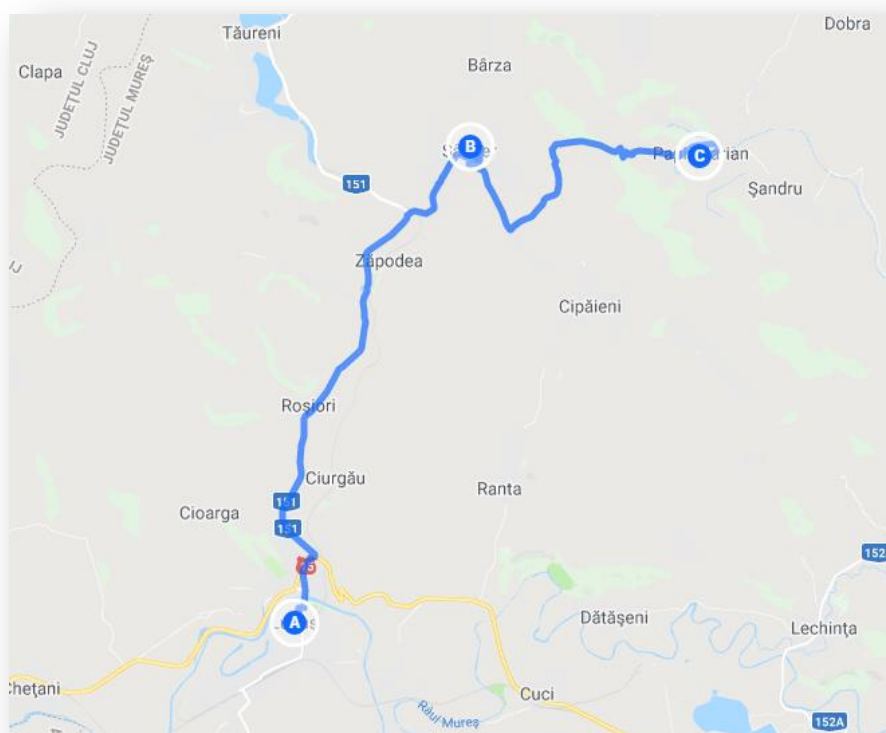 Tăureni
Dobra
Clapa
Bârza
JUDEȚUL CLUJ
JUDEȚUL MUREȘ
B
C
Șandru
151
Zăpodea
Cipăieni
Roșiori
Ciurgău
Ranta
151
Cioarga
151
152
A
Dătășeni
Lechința
Chețani
Cuci
Râul Mureș
152A